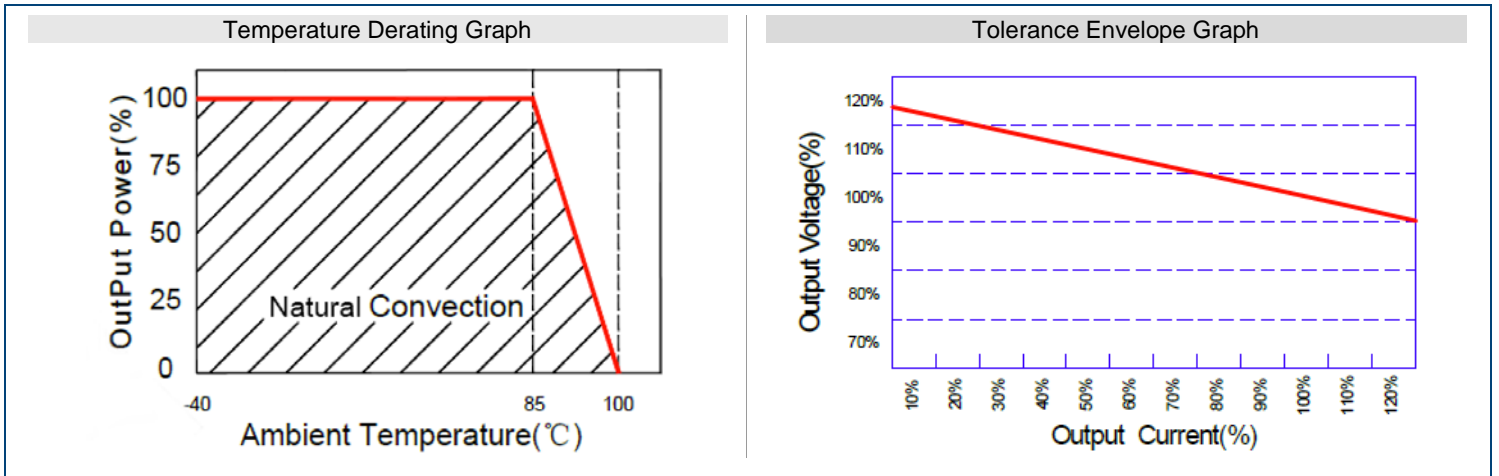 Temperature Derating Graph
OutPut Power(%)
100
75
50
25
0
Natural Convection
-40 85 100
Ambient Temperature(℃)
Tolerance Envelope Graph
Output Voltage(%)
120%
110%
100%
90%
80%
70%
10% 20% 30% 40% 50% 60% 70% 80% 90% 100% 110% 120%
Output Current(%)